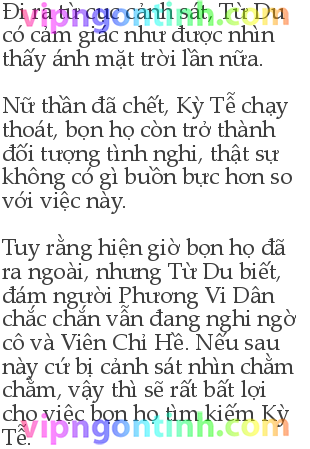 Đi ra từ cục cảnh sát, Từ Du
có cảm giác như được nhìn
thấy ánh mặt trời lần nữa.
Nữ thần đã chết, Kỳ Tễ chạy
thoát, bọn họ còn trở thành
đối tượng tình nghi, thật sự
không có gì buồn bực hơn so
với việc này.
Tuy rằng hiện giờ bọn họ đã
ra ngoài, nhưng Từ Du biết,
đám người Phương Vi Dân
chắc chắn vẫn đang nghi ngờ
cô và Viên Chỉ Hề. Nếu sau
này cứ bị cảnh sát nhìn chằm
chằm, vậy thì sẽ rất bất lợi
cho việc bọn họ tìm kiếm Kỳ
Tễ.
vipngontinh.com
vipngontinh.com